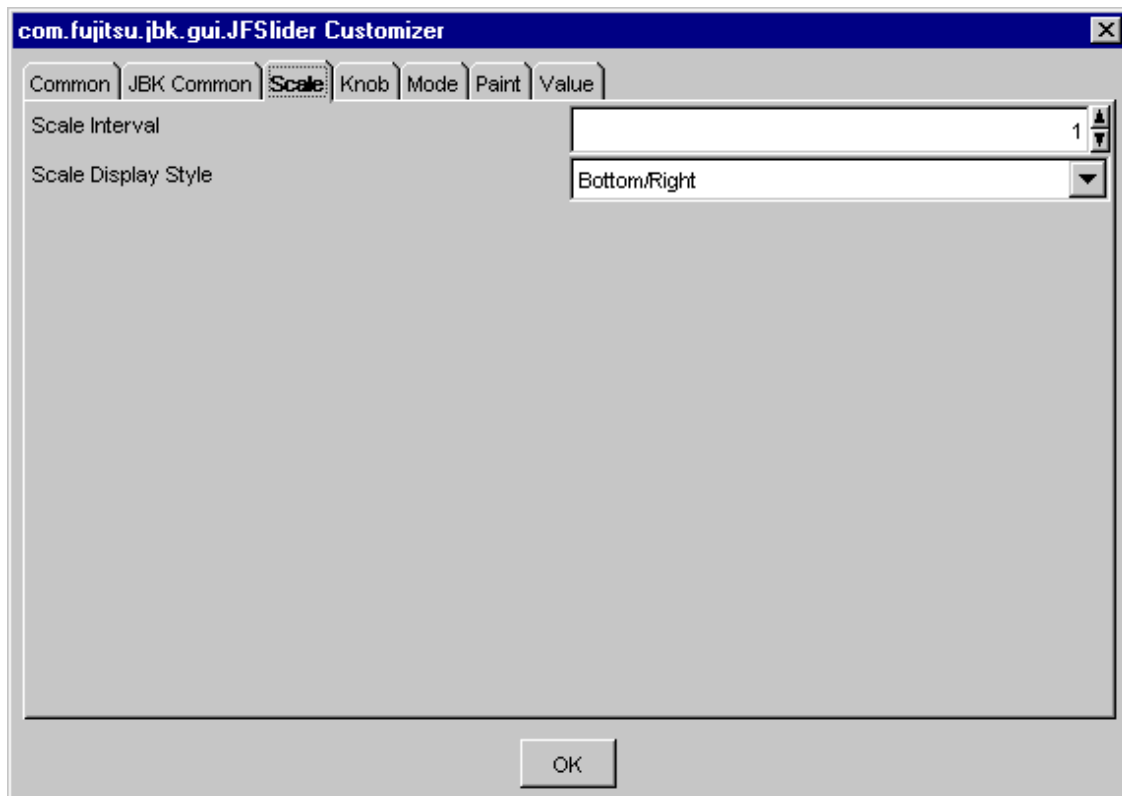 com.fujitsu.jbk.gui.JFSlider Customizer
Common JBK Common Scale Knob Mode Paint Value
Scale Interval 1
Scale Display Style Bottom/Right
OK